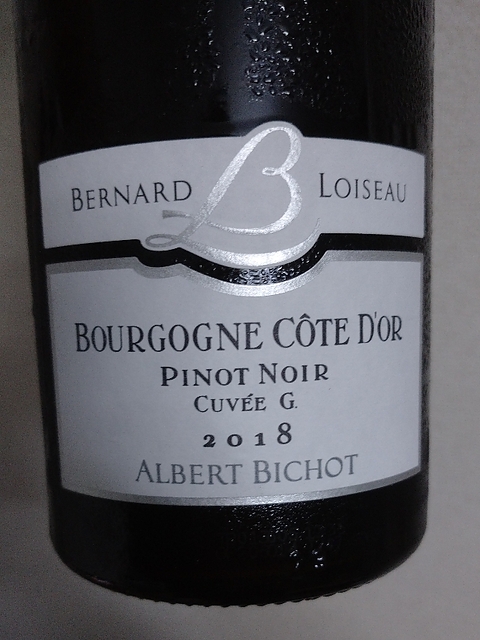 BERNARD B LOISEAU
BOURGOGNE CÔTE D'OR
PINOT NOIR
CUVÉE G.
2018
ALBERT BICHOT